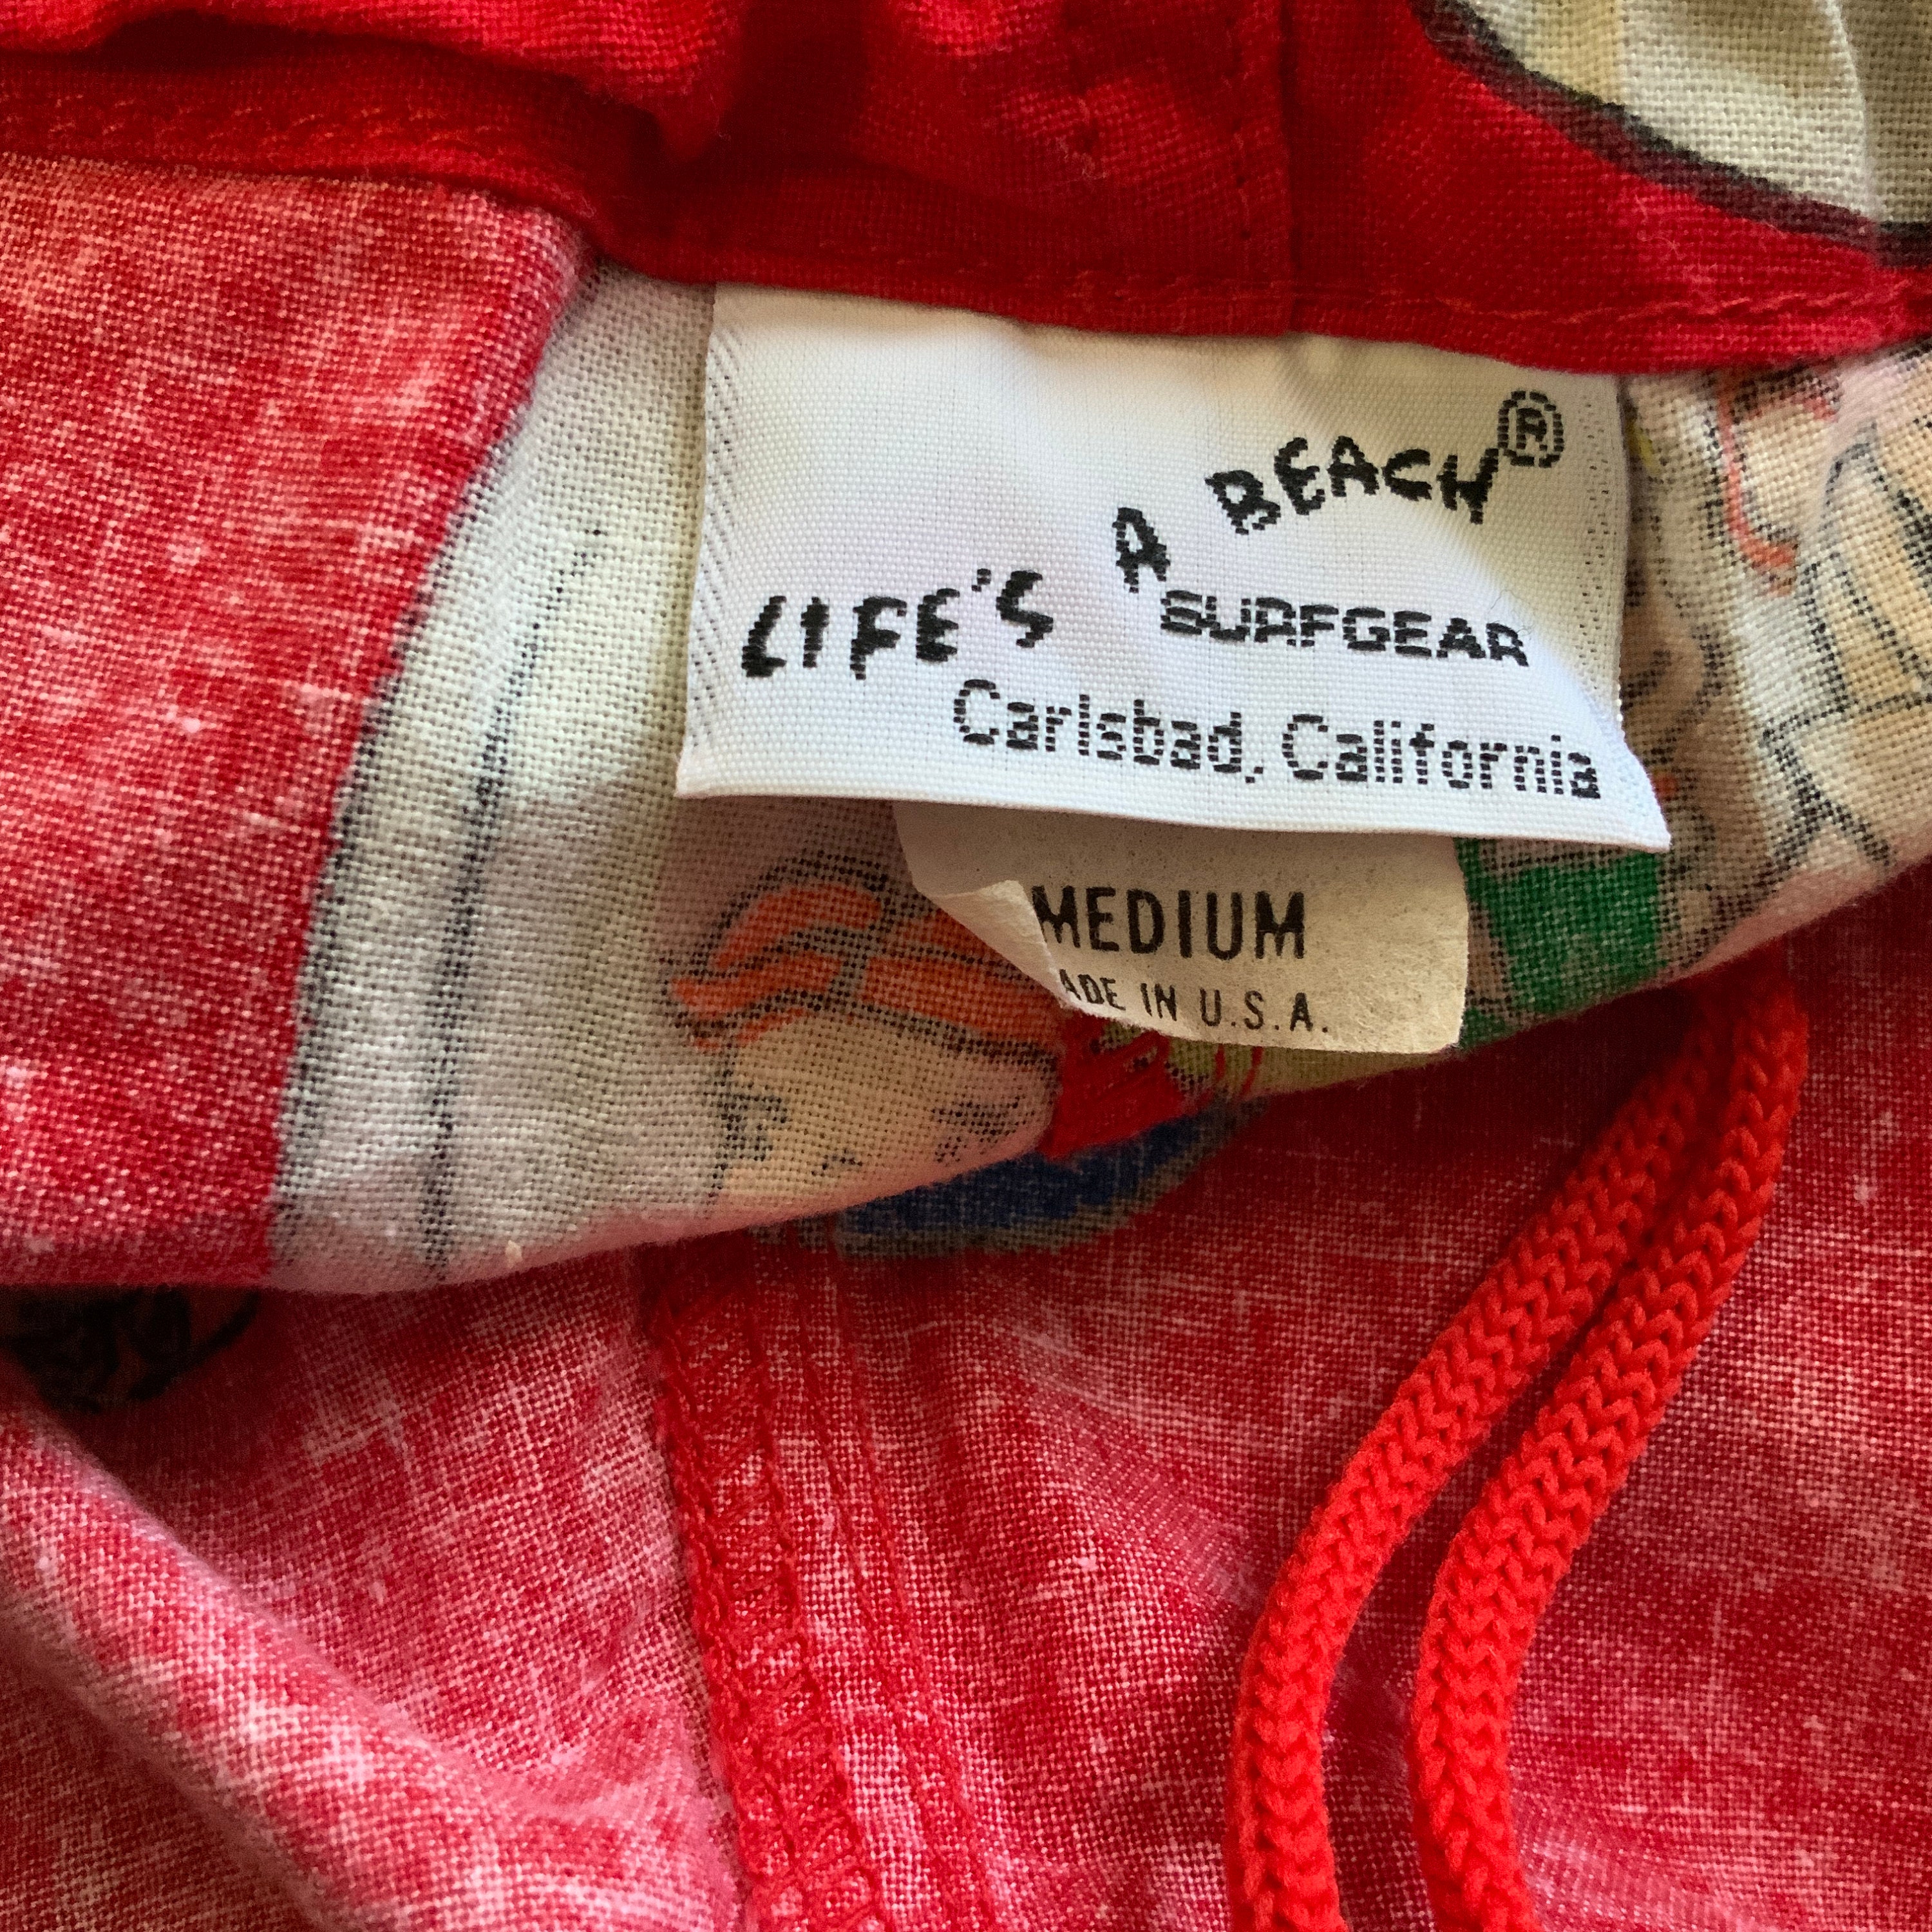 LIFE'S A BEACH®
SURFGEAR
Carlsbad, California
MEDIUM
ADE IN U.S.A.